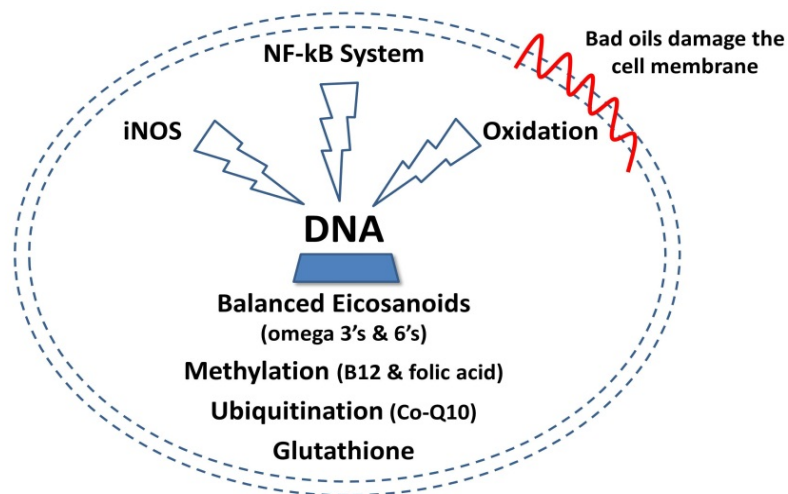 NF-kB System
Bad oils damage the
cell membrane
iNOS
Oxidation
DNA
Balanced Eicosanoids
(omega 3's & 6's)
Methylation (B12 & folic acid)
Ubiquitination (Co-Q10)
Glutathione